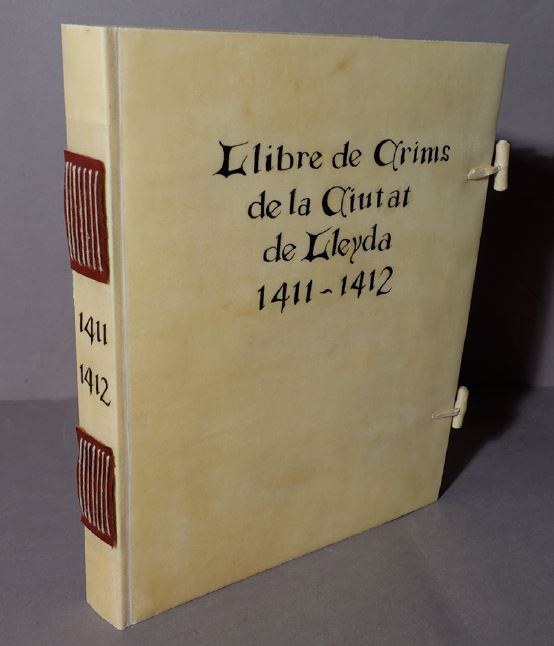 Llibre de Crims
de la Ciutat
de Lleyda
1411-1412
1411
1412